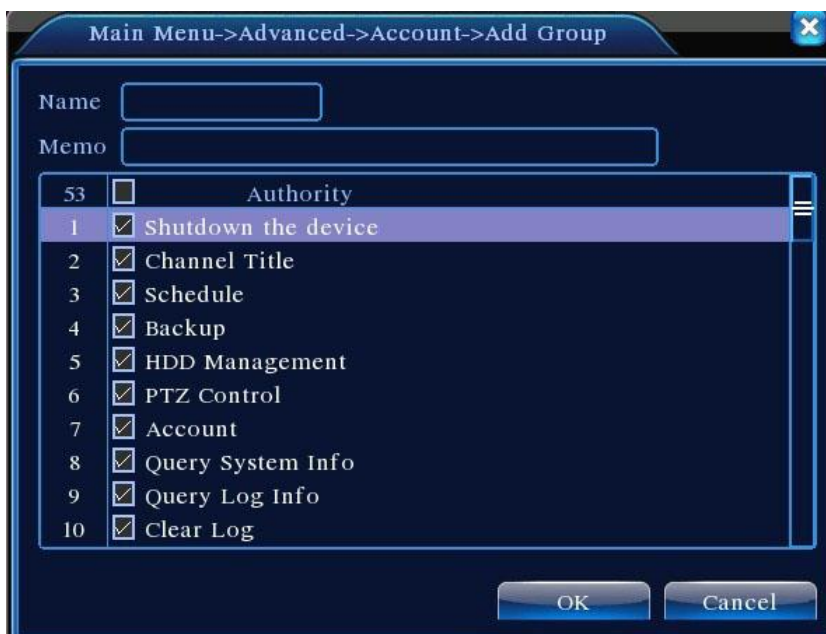 Main Menu->Advanced->Account->Add Group
Name
Memo
53 Authority
1 Shutdown the device
2 Channel Title
3 Schedule
4 Backup
5 HDD Management
6 PTZ Control
7 Account
8 Query System Info
9 Query Log Info
10 Clear Log
OK Cancel